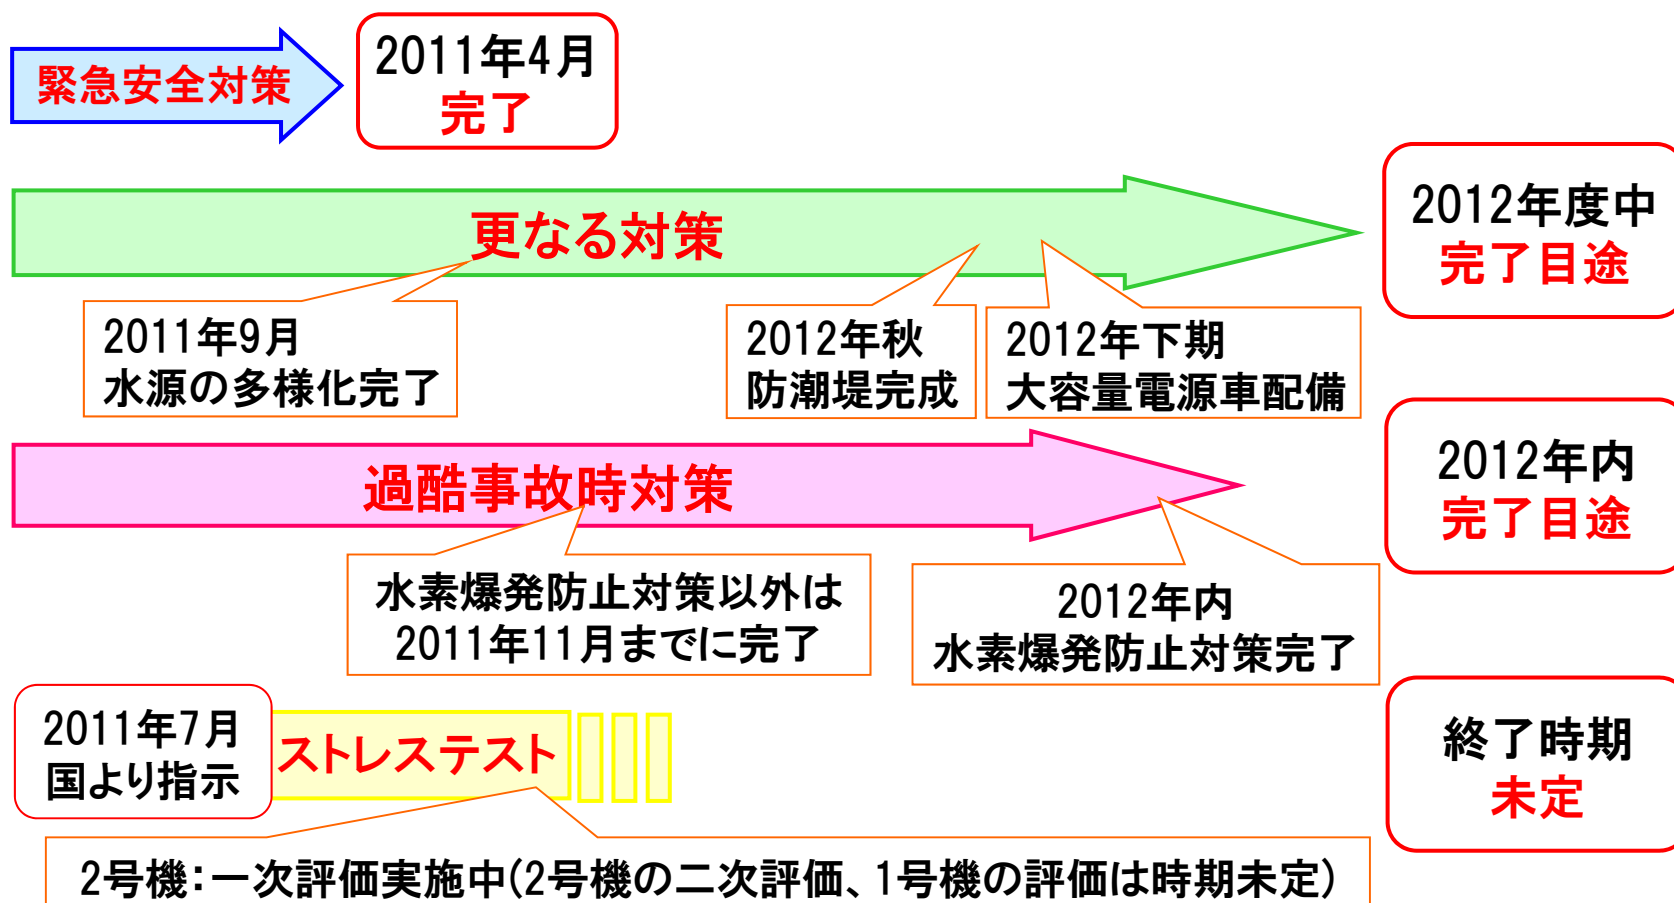 緊急安全対策
2011年4月
完了
更なる対策
2012年度中
完了目途
2011年9月
水源の多様化完了
2012年秋
防潮堤完成
2012年下期
大容量電源車配備
過酷事故時対策
2012年内
完了目途
水素爆発防止対策以外は
2011年11月までに完了
2012年内
水素爆発防止対策完了
2011年7月
国より指示
ストレステスト
終了時期
未定
2号機：一次評価実施中(2号機の二次評価、1号機の評価は時期未定)